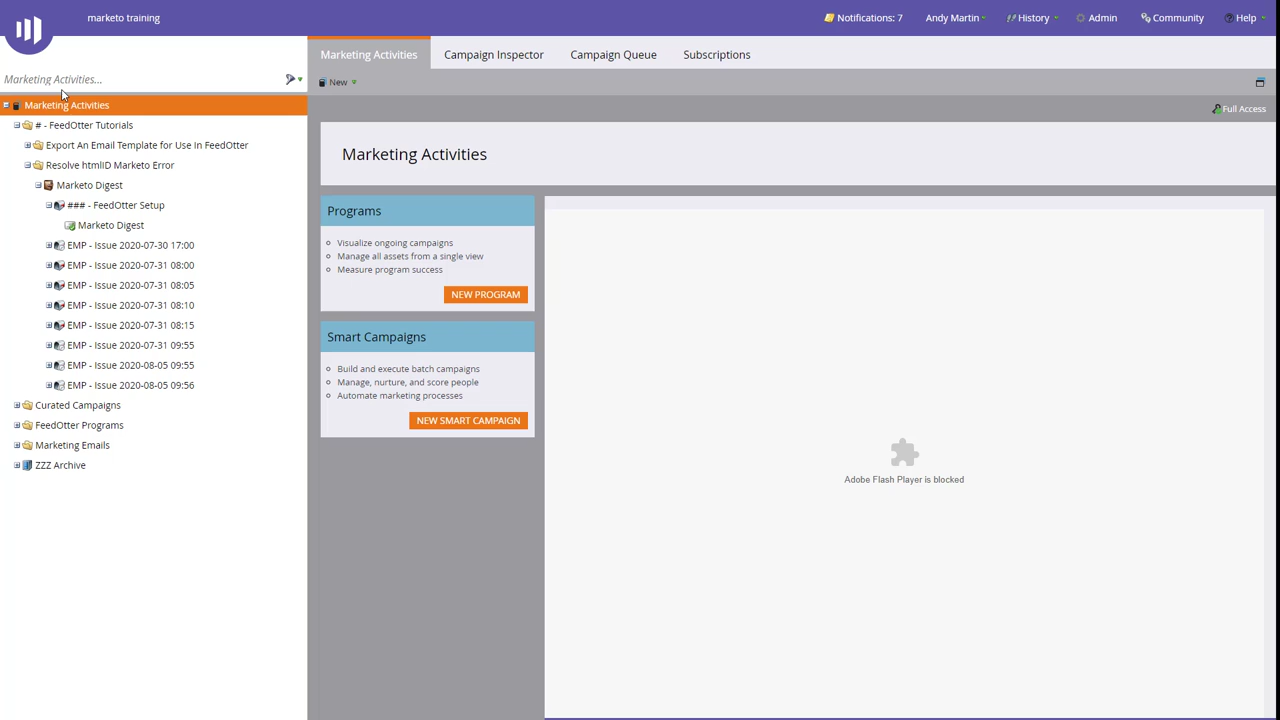 marketo training
Notifications: 7
Andy Martin
History
Admin
Community
Help
Marketing Activities
Campaign Inspector
Campaign Queue
Subscriptions
Marketing Activities...
New
Full Access
Marketing Activities
# - FeedOtter Tutorials
Export An Email Template for Use in FeedOtter
Resolve htmlID Marketo Error
Marketo Digest
### - FeedOtter Setup
Marketo Digest
EMP - Issue 2020-07-30 17:00
EMP - Issue 2020-07-31 08:00
EMP - Issue 2020-07-31 08:05
EMP - Issue 2020-07-31 08:10
EMP - Issue 2020-07-31 08:15
EMP - Issue 2020-07-31 09:55
EMP - Issue 2020-08-05 09:55
EMP - Issue 2020-08-05 09:56
Curated Campaigns
FeedOtter Programs
Marketing Emails
ZZZ Archive
Marketing Activities
Programs
Visualize ongoing campaigns
Manage all assets from a single view
Measure program success
NEW PROGRAM
Smart Campaigns
Build and execute batch campaigns
Manage, nurture, and score people
Automate marketing processes
NEW SMART CAMPAIGN
Adobe Flash Player is blocked